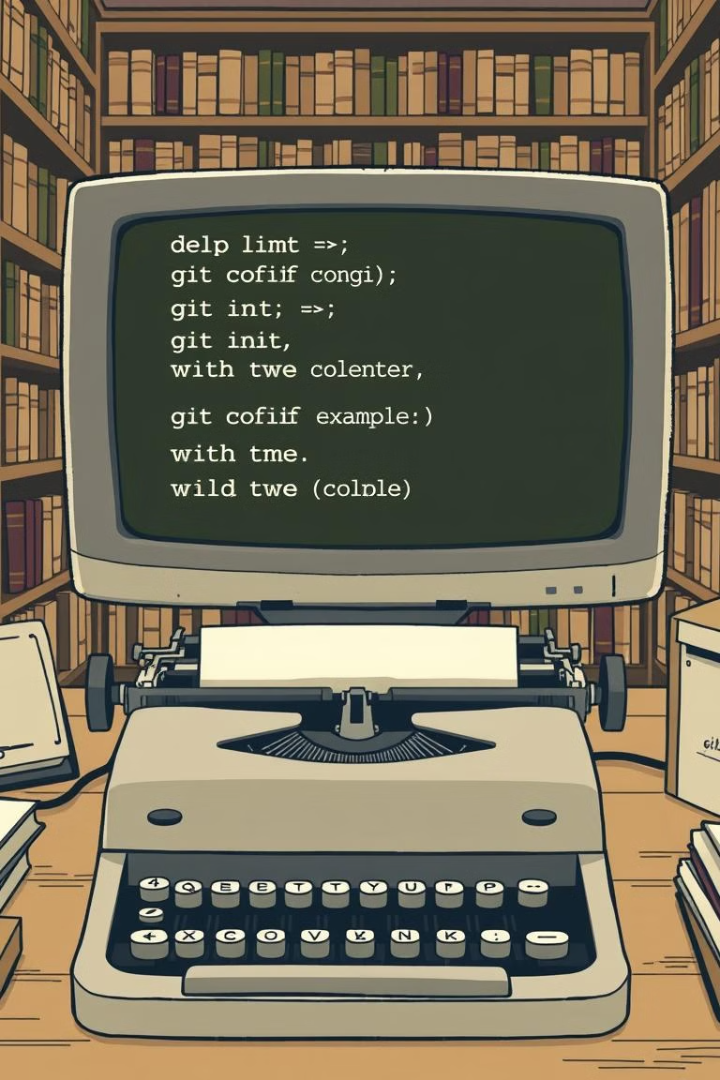 delp limt =>;
git cofiif congi);
git int; =>;
git init,
with twe colenter,
git cofiif example:)
with tme.
wild twe (colple)
4 Q E E T T Y U F P --
← X C O V N K : —